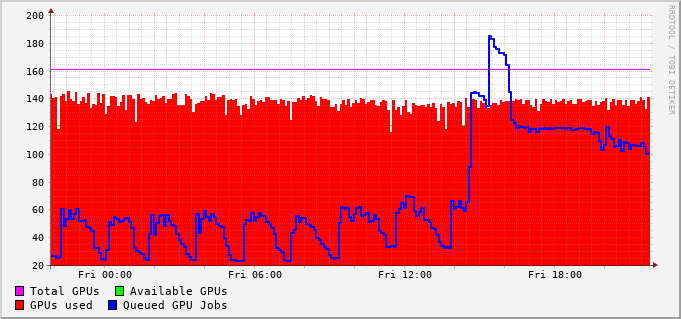 200
180
160
140
120
100
80
60
40
20
Fri 00:00 Fri 06:00 Fri 12:00 Fri 18:00
Total GPUs Available GPUs
GPUs used Queued GPU Jobs
RRDTOOL / TOBI OETIKER